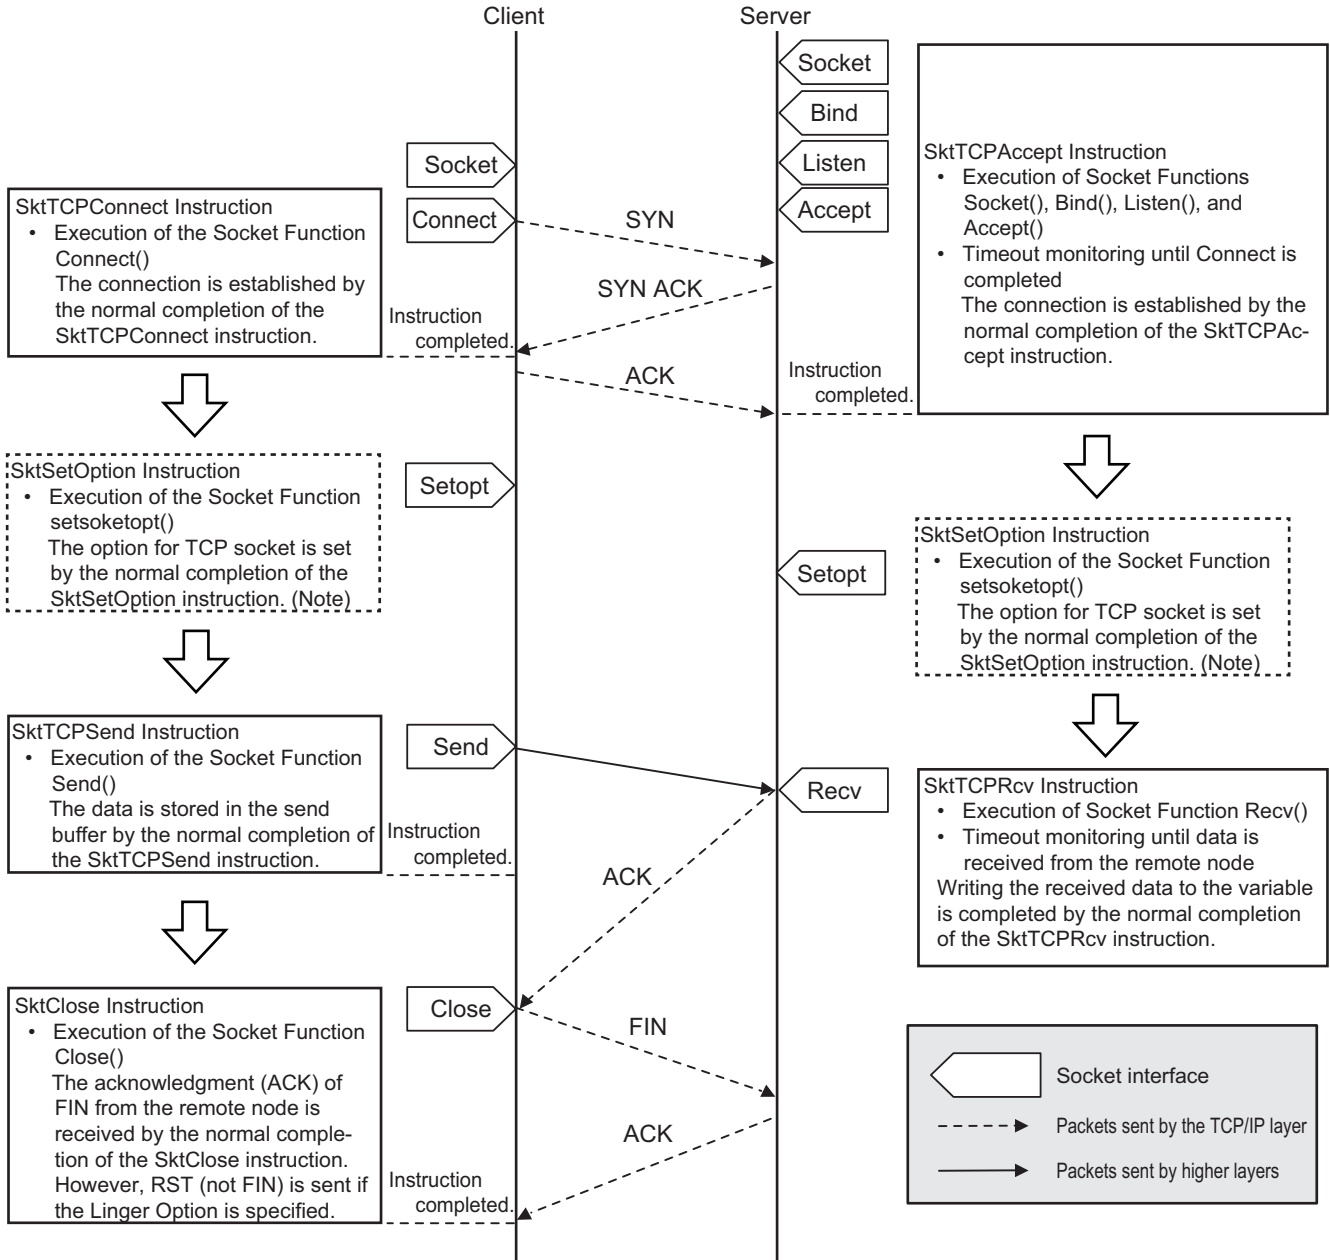 Client
Server
Socket
Bind
Listen
Accept
Socket
Connect
SktTCPConnect Instruction
• Execution of the Socket Function
Connect()
The connection is established by
the normal completion of the
SktTCPConnect instruction.
SktTCPAccept Instruction
• Execution of Socket Functions
Socket(), Bind(), Listen(), and
Accept()
• Timeout monitoring until Connect is
completed
The connection is established by the
normal completion of the SktTCPAc-
cept instruction.
SYN
SYN ACK
Instruction
completed.
ACK
Instruction
completed.
SktSetOption Instruction
• Execution of the Socket Function
setsoketopt()
The option for TCP socket is set
by the normal completion of the
SktSetOption instruction. (Note)
Setopt
Setopt
SktSetOption Instruction
• Execution of the Socket Function
setsoketopt()
The option for TCP socket is set
by the normal completion of the
SktSetOption instruction. (Note)
SktTCPSend Instruction
• Execution of the Socket Function
Send()
The data is stored in the send
buffer by the normal completion of
the SktTCPSend instruction.
Send
Recv
Instruction
completed.
ACK
SktTCPRcv Instruction
• Execution of Socket Function Recv()
• Timeout monitoring until data is
received from the remote node
Writing the received data to the variable
is completed by the normal completion
of the SktTCPRcv instruction.
SktClose Instruction
• Execution of the Socket Function
Close()
The acknowledgment (ACK) of
FIN from the remote node is
received by the normal comple-
tion of the SktClose instruction.
However, RST (not FIN) is sent if
the Linger Option is specified.
Close
FIN
ACK
Instruction
completed.
Socket interface
Packets sent by the TCP/IP layer
Packets sent by higher layers